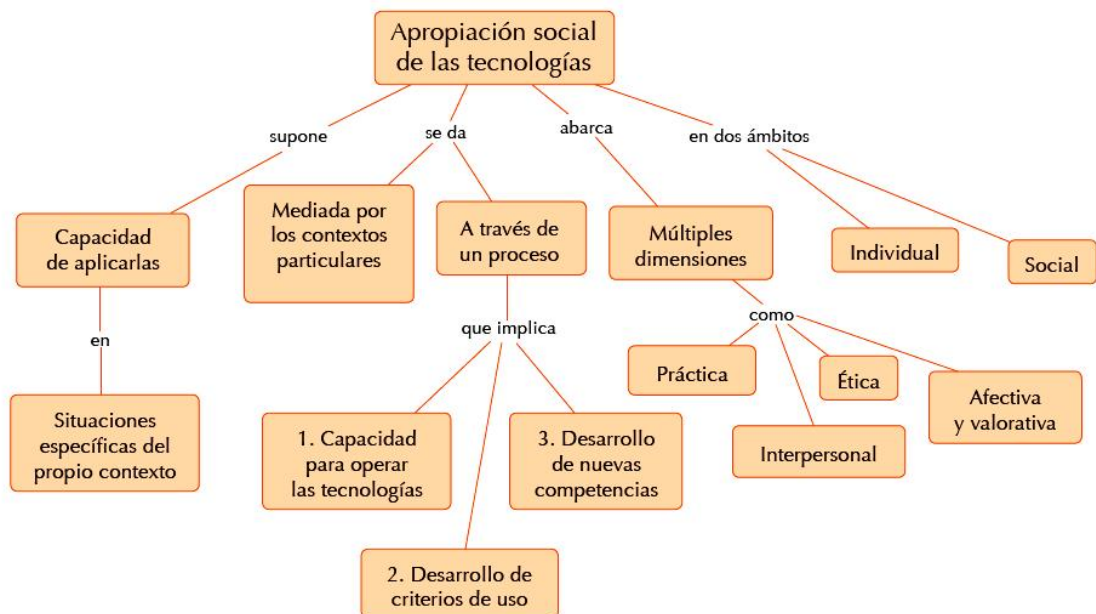 Apropiación social
de las tecnologías
supone
se da
abarca
en dos ámbitos
Capacidad
de aplicarlas
Mediada por
los contextos
particulares
A través de
un proceso
Múltiples
dimensiones
Individual
Social
en
que implica
como
Situaciones
específicas del
propio contexto
1. Capacidad
para operar
las tecnologías
2. Desarrollo de
criterios de uso
3. Desarrollo
de nuevas
competencias
Práctica
Interpersonal
Ética
Afectiva
y valorativa